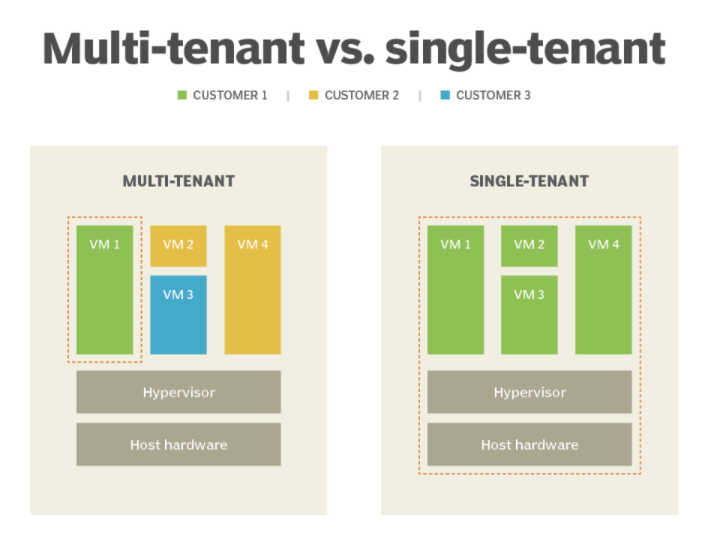 Multi-tenant vs. single-tenant
CUSTOMER 1 | CUSTOMER 2 | CUSTOMER 3
MULTI-TENANT
VM 1
VM 2
VM 4
VM 3
Hypervisor
Host hardware
SINGLE-TENANT
VM 1
VM 2
VM 4
VM 3
Hypervisor
Host hardware